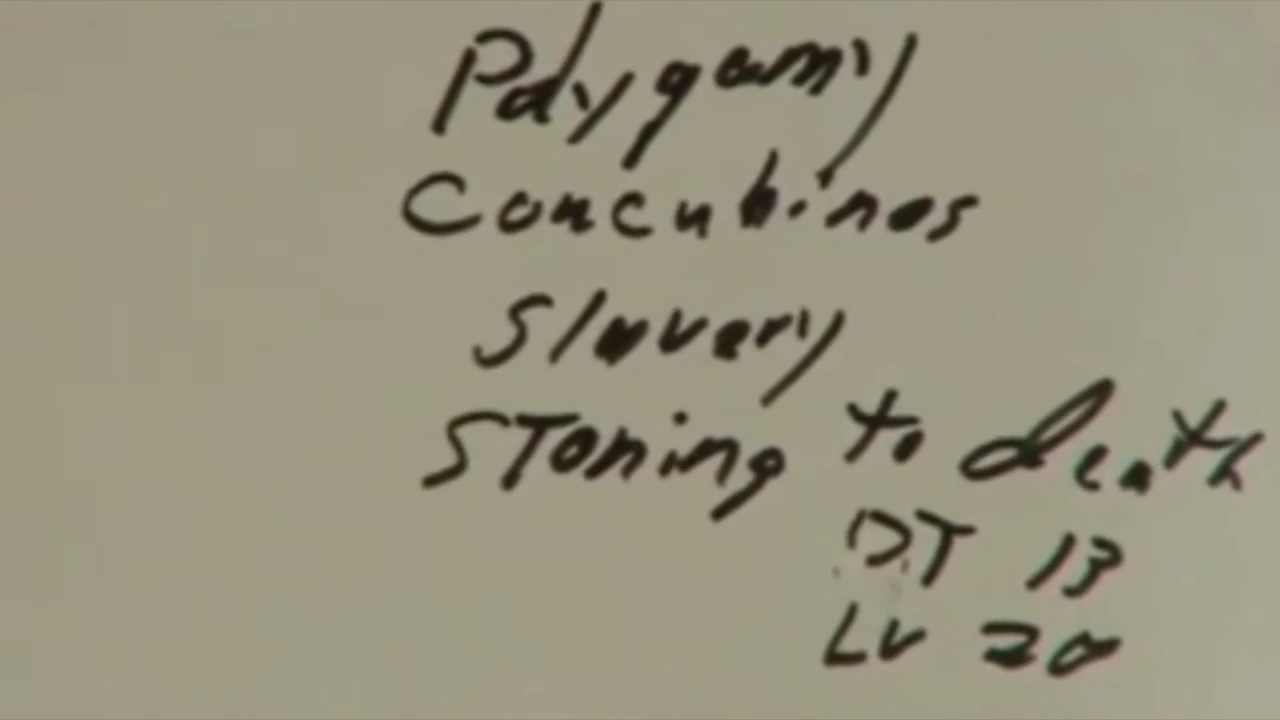 Polygamy
Concubines
Slavery
SToning to death
DT 13
LV 20